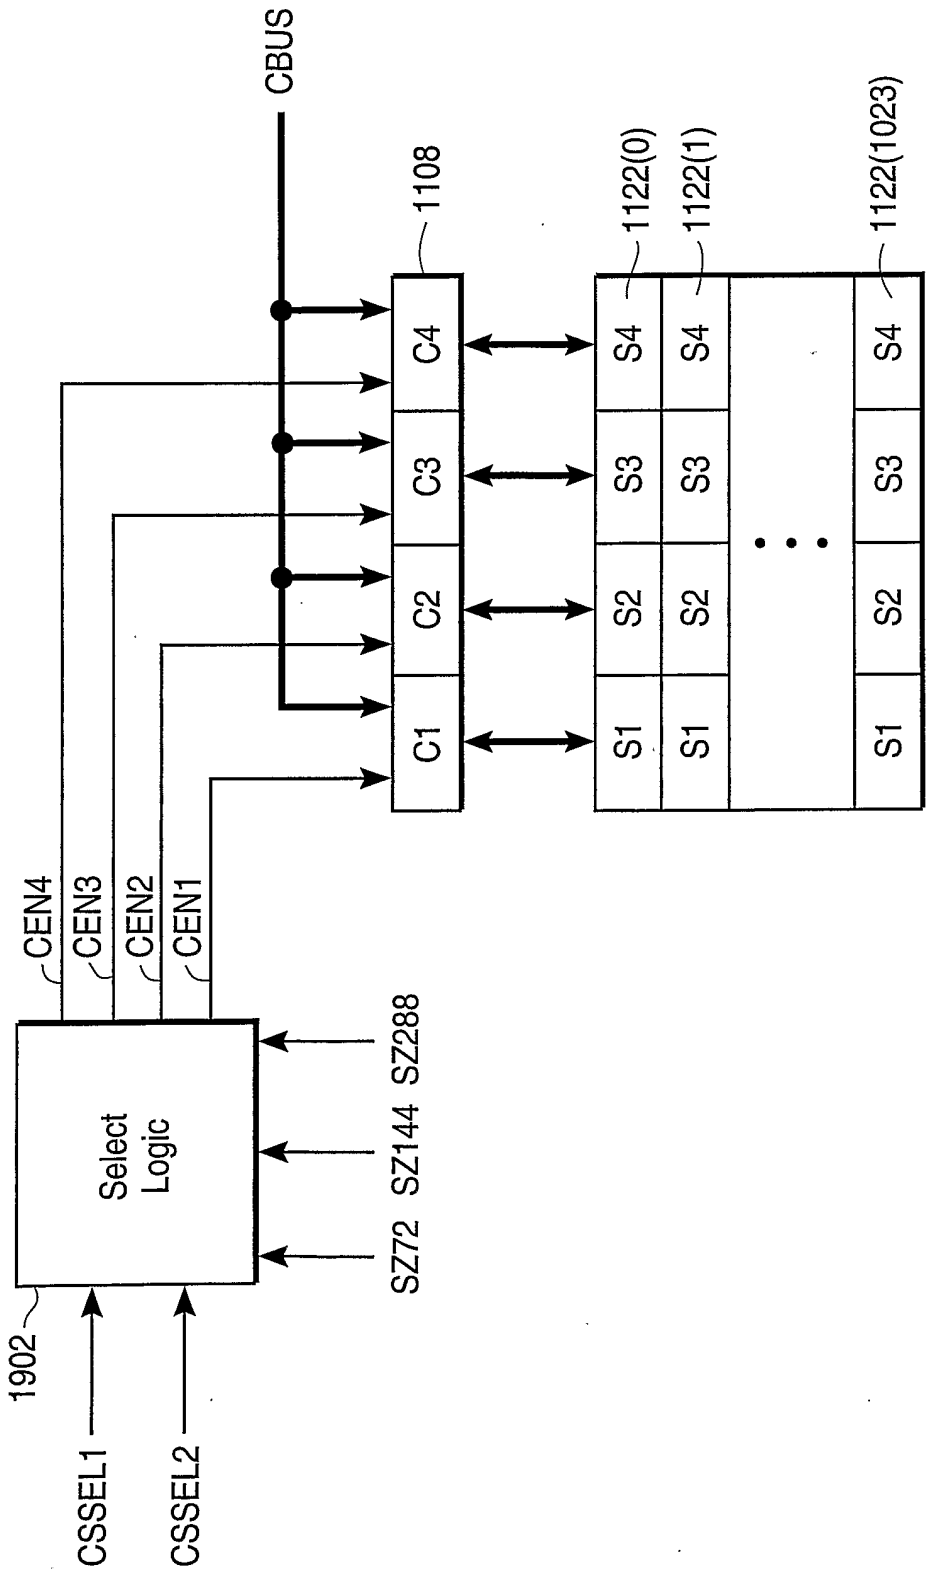 CBUS
CEN4
CEN3
CEN2
CEN1
Select
Logic
1902
CSSEL1
CSSEL2
SZ72
SZ144
SZ288
1108
C1
C2
C3
C4
S1
S2
S3
S4
1122(0)
S1
S2
S3
S4
1122(1)
S1
S2
S3
S4
1122(1023)